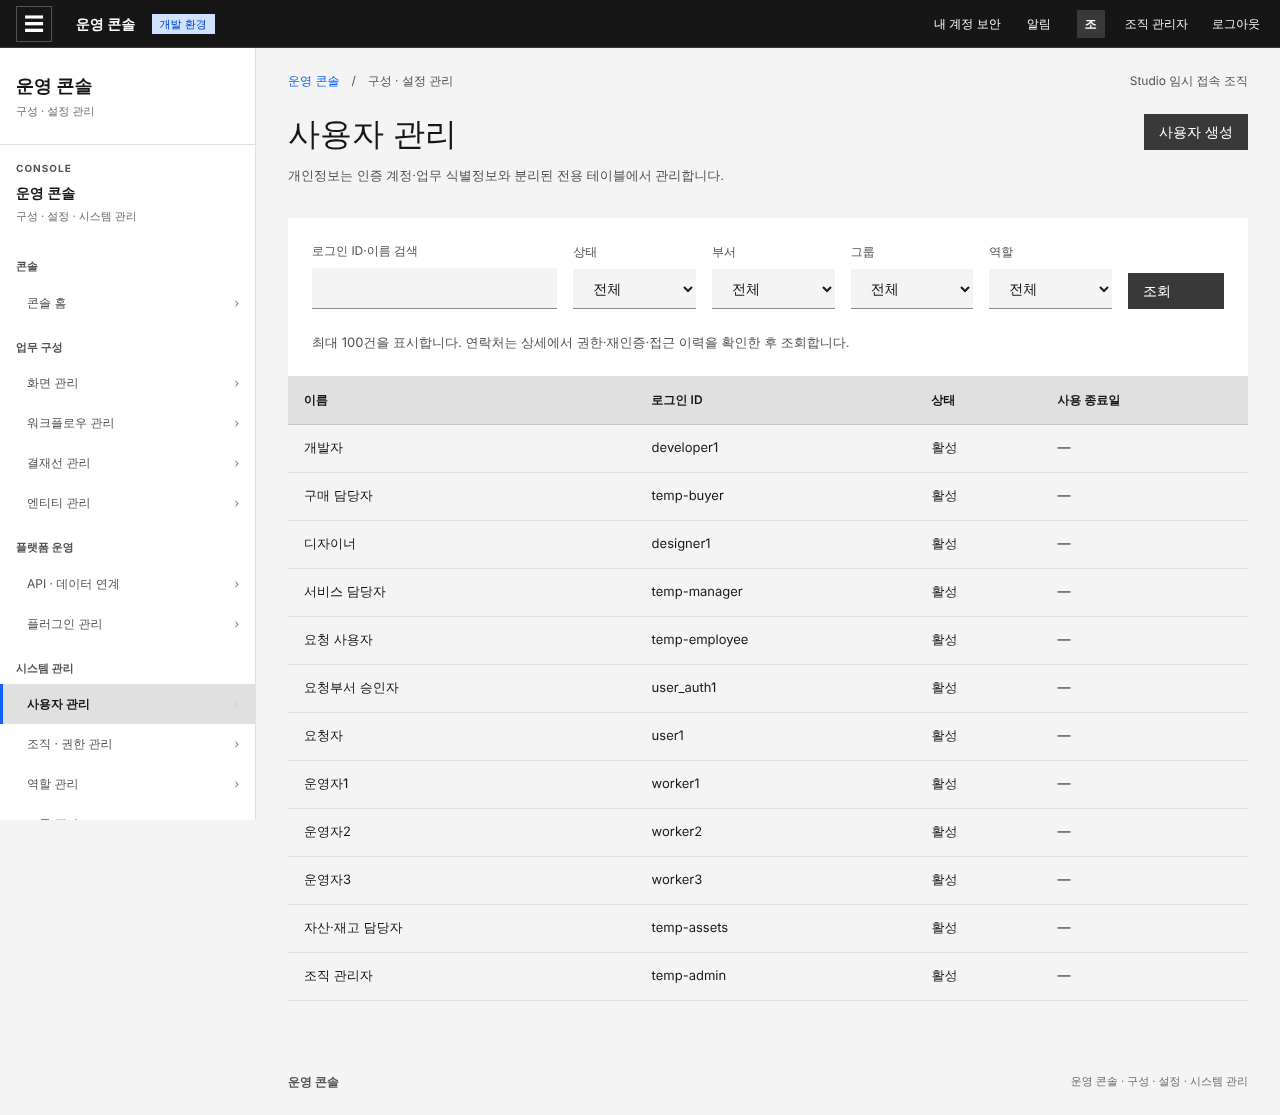 운영 콘솔
개발 환경
내 계정 보안
알림
조
조직 관리자
로그아웃
운영 콘솔
구성 · 설정 관리
CONSOLE
운영 콘솔
구성 · 설정 · 시스템 관리
콘솔
콘솔 홈
업무 구성
화면 관리
워크플로우 관리
결재선 관리
엔티티 관리
플랫폼 운영
API · 데이터 연계
플러그인 관리
시스템 관리
사용자 관리
조직 · 권한 관리
역할 관리
운영 콘솔 / 구성 · 설정 관리
Studio 임시 접속 조직
사용자 관리
사용자 생성
개인정보는 인증 계정·업무 식별정보와 분리된 전용 테이블에서 관리합니다.
로그인 ID·이름 검색
상태
부서
그룹
역할
전체
전체
전체
전체
조회
최대 100건을 표시합니다. 연락처는 상세에서 권한·재인증·접근 이력을 확인한 후 조회합니다.
이름 로그인 ID 상태 사용 종료일
개발자 developer1 활성 —
구매 담당자 temp-buyer 활성 —
디자이너 designer1 활성 —
서비스 담당자 temp-manager 활성 —
요청 사용자 temp-employee 활성 —
요청부서 승인자 user_auth1 활성 —
요청자 user1 활성 —
운영자1 worker1 활성 —
운영자2 worker2 활성 —
운영자3 worker3 활성 —
자산·재고 담당자 temp-assets 활성 —
조직 관리자 temp-admin 활성 —
운영 콘솔
운영 콘솔 · 구성 · 설정 · 시스템 관리